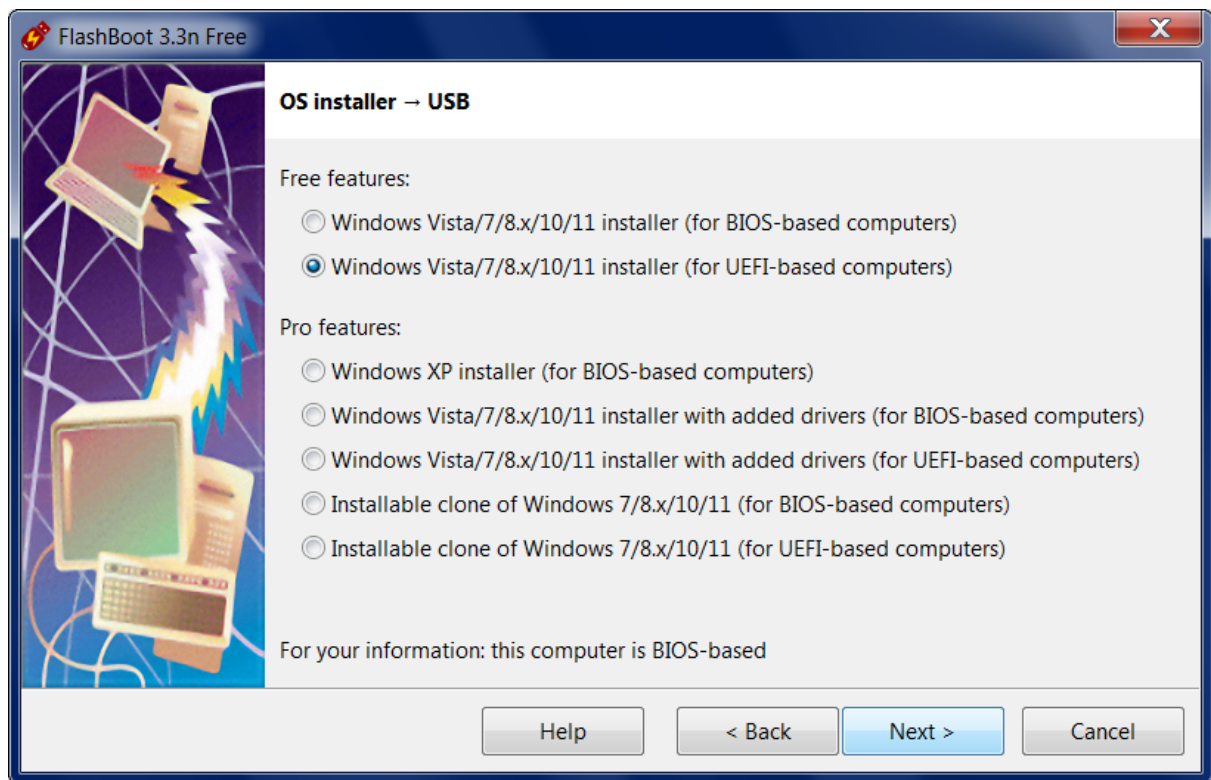 FlashBoot 3.3n Free
OS installer → USB
Free features:
Windows Vista/7/8.x/10/11 installer (for BIOS-based computers)
Windows Vista/7/8.x/10/11 installer (for UEFI-based computers)
Pro features:
Windows XP installer (for BIOS-based computers)
Windows Vista/7/8.x/10/11 installer with added drivers (for BIOS-based computers)
Windows Vista/7/8.x/10/11 installer with added drivers (for UEFI-based computers)
Installable clone of Windows 7/8.x/10/11 (for BIOS-based computers)
Installable clone of Windows 7/8.x/10/11 (for UEFI-based computers)
For your information: this computer is BIOS-based
Help < Back Next > Cancel